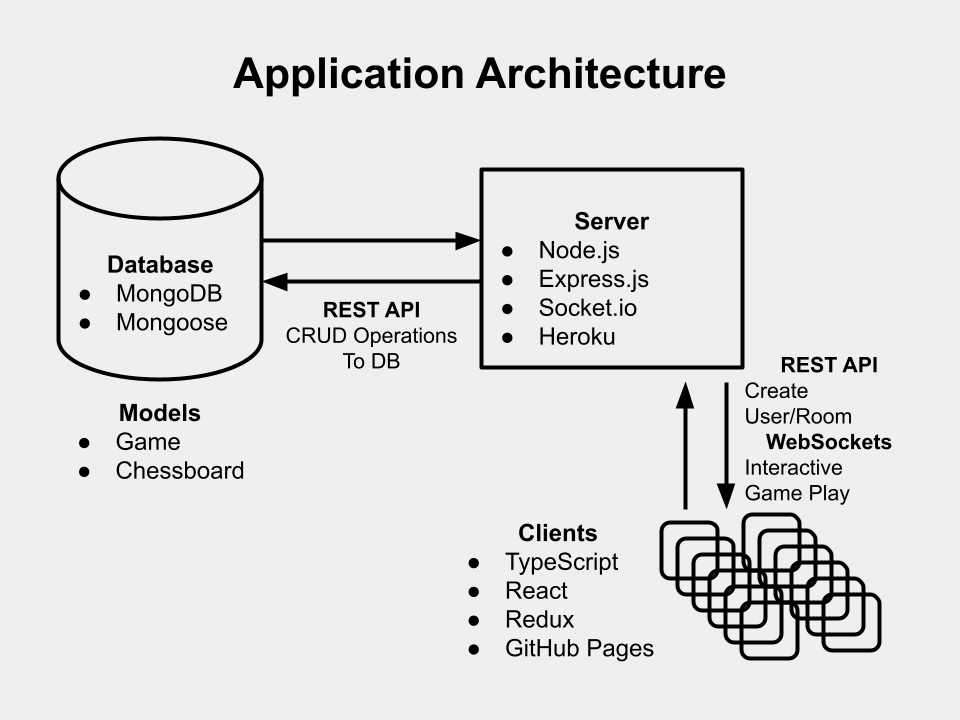 Application Architecture
Database
● MongoDB
● Mongoose
Models
● Game
● Chessboard
REST API
CRUD Operations
To DB
Server
● Node.js
● Express.js
● Socket.io
● Heroku
REST API
Create
User/Room
WebSockets
Interactive
Game Play
Clients
● TypeScript
● React
● Redux
● GitHub Pages